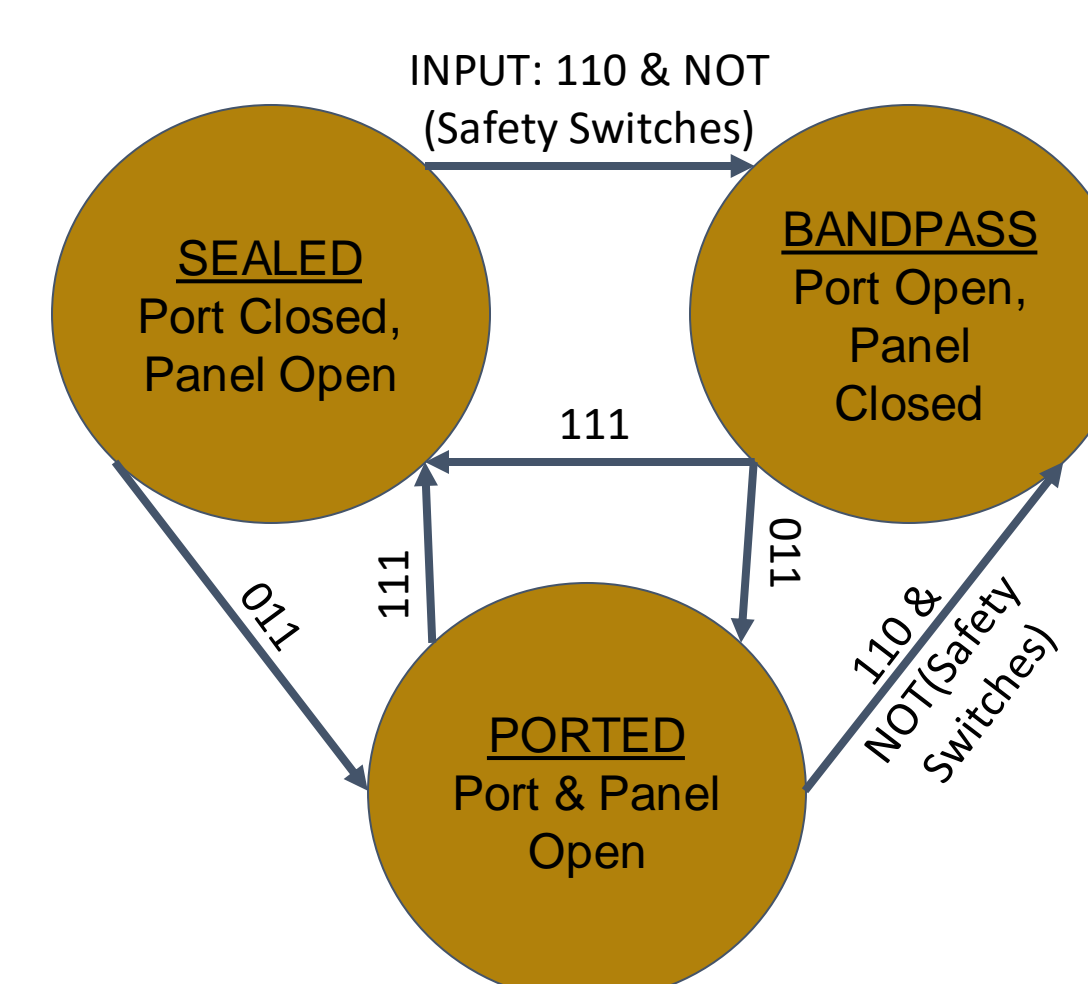 INPUT: 110 & NOT
(Safety Switches)
SEALED
Port Closed,
Panel Open
BANDPASS
Port Open,
Panel
Closed
111
011
111
011
110 &
NOT(Safety
Switches)
PORTED
Port & Panel
Open